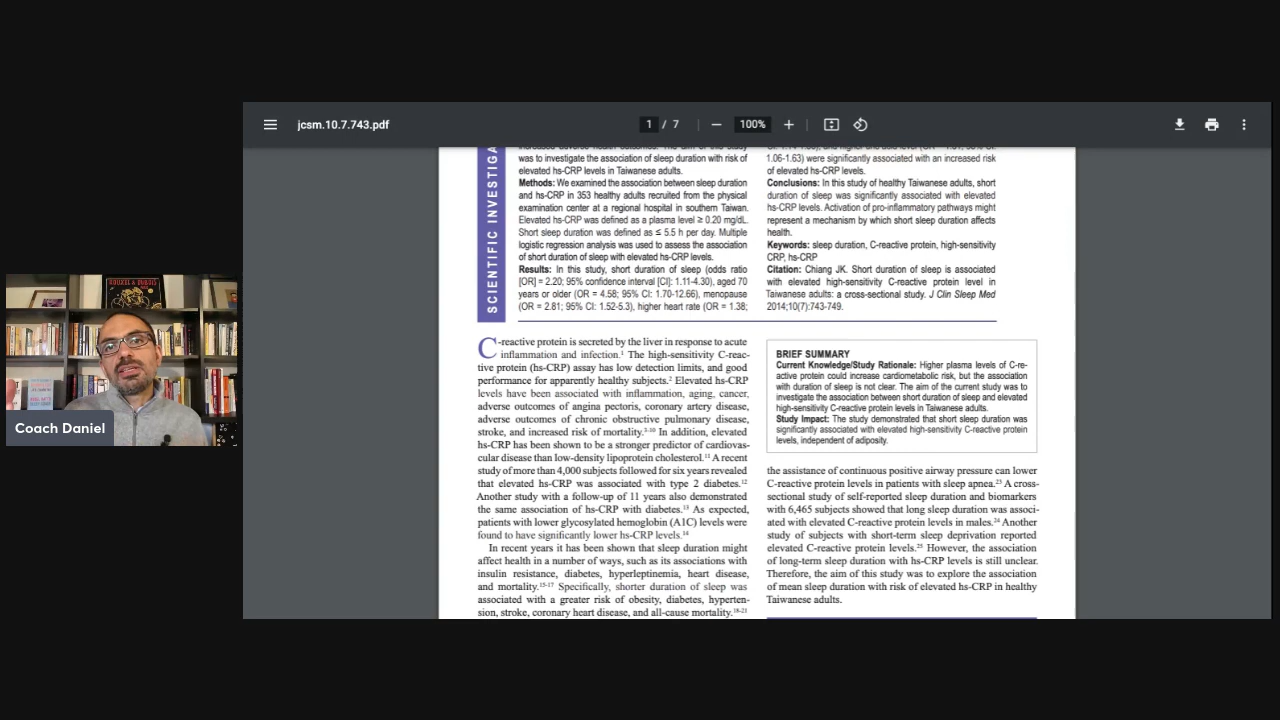 jcsm.10.7.743.pdf
1 / 7
100%
SCIENTIFIC INVESTIGA
was to investigate the association of sleep duration with risk of
elevated hs-CRP levels in Taiwanese adults.
Methods: We examined the association between sleep duration
and hs-CRP in 353 healthy adults recruited from the physical
examination center at a regional hospital in southern Taiwan.
Elevated hs-CRP was defined as a plasma level ≥ 0.20 mg/dL.
Short sleep duration was defined as ≤ 5.5 h per day. Multiple
logistic regression analysis was used to assess the association
of short duration of sleep with elevated hs-CRP levels.
Results: In this study, short duration of sleep (odds ratio
[OR] = 2.20; 95% confidence interval [CI]: 1.11-4.30), aged 70
years or older (OR = 4.58; 95% CI: 1.70-12.66), menopause
(OR = 2.81; 95% CI: 1.52-5.3), higher heart rate (OR = 1.38;
1.06-1.63) were significantly associated with an increased risk
of elevated hs-CRP levels.
Conclusions: In this study of healthy Taiwanese adults, short
duration of sleep was significantly associated with elevated
hs-CRP levels. Activation of pro-inflammatory pathways might
represent a mechanism by which short sleep duration affects
health.
Keywords: sleep duration, C-reactive protein, high-sensitivity
CRP, hs-CRP
Citation: Chiang JK. Short duration of sleep is associated
with elevated high-sensitivity C-reactive protein level in
Taiwanese adults: a cross-sectional study. J Clin Sleep Med
2014;10(7):743-749.
C-reactive protein is secreted by the liver in response to acute
inflammation and infection.1 The high-sensitivity C-reac-
tive protein (hs-CRP) assay has low detection limits, and good
performance for apparently healthy subjects.2 Elevated hs-CRP
levels have been associated with inflammation, aging, cancer,
adverse outcomes of angina pectoris, coronary artery disease,
adverse outcomes of chronic obstructive pulmonary disease,
stroke, and increased risk of mortality.3-10 In addition, elevated
hs-CRP has been shown to be a stronger predictor of cardiovas-
cular disease than low-density lipoprotein cholesterol.11 A recent
study of more than 4,000 subjects followed for six years revealed
that elevated hs-CRP was associated with type 2 diabetes.12
Another study with a follow-up of 11 years also demonstrated
the same association of hs-CRP with diabetes.13 As expected,
patients with lower glycosylated hemoglobin (A1C) levels were
found to have significantly lower hs-CRP levels.14
In recent years it has been shown that sleep duration might
affect health in a number of ways, such as its associations with
insulin resistance, diabetes, hyperleptinemia, heart disease,
and mortality.15-17 Specifically, shorter duration of sleep was
associated with a greater risk of obesity, diabetes, hyperten-
sion, stroke, coronary heart disease, and all-cause mortality.18-21
BRIEF SUMMARY
Current Knowledge/Study Rationale: Higher plasma levels of C-re-
active protein could increase cardiometabolic risk, but the association
with duration of sleep is not clear. The aim of the current study was to
investigate the association between short duration of sleep and elevated
high-sensitivity C-reactive protein levels in Taiwanese adults.
Study Impact: The study demonstrated that short sleep duration was
significantly associated with elevated high-sensitivity C-reactive protein
levels, independent of adiposity.
the assistance of continuous positive airway pressure can lower
C-reactive protein levels in patients with sleep apnea.23 A cross-
sectional study of self-reported sleep duration and biomarkers
with 6,465 subjects showed that long sleep duration was associ-
ated with elevated C-reactive protein levels in males.24 Another
study of subjects with short-term sleep deprivation reported
elevated C-reactive protein levels.25 However, the association
of long-term sleep duration with hs-CRP levels is still unclear.
Therefore, the aim of this study was to explore the association
of mean sleep duration with risk of elevated hs-CRP in healthy
Taiwanese adults.
Coach Daniel